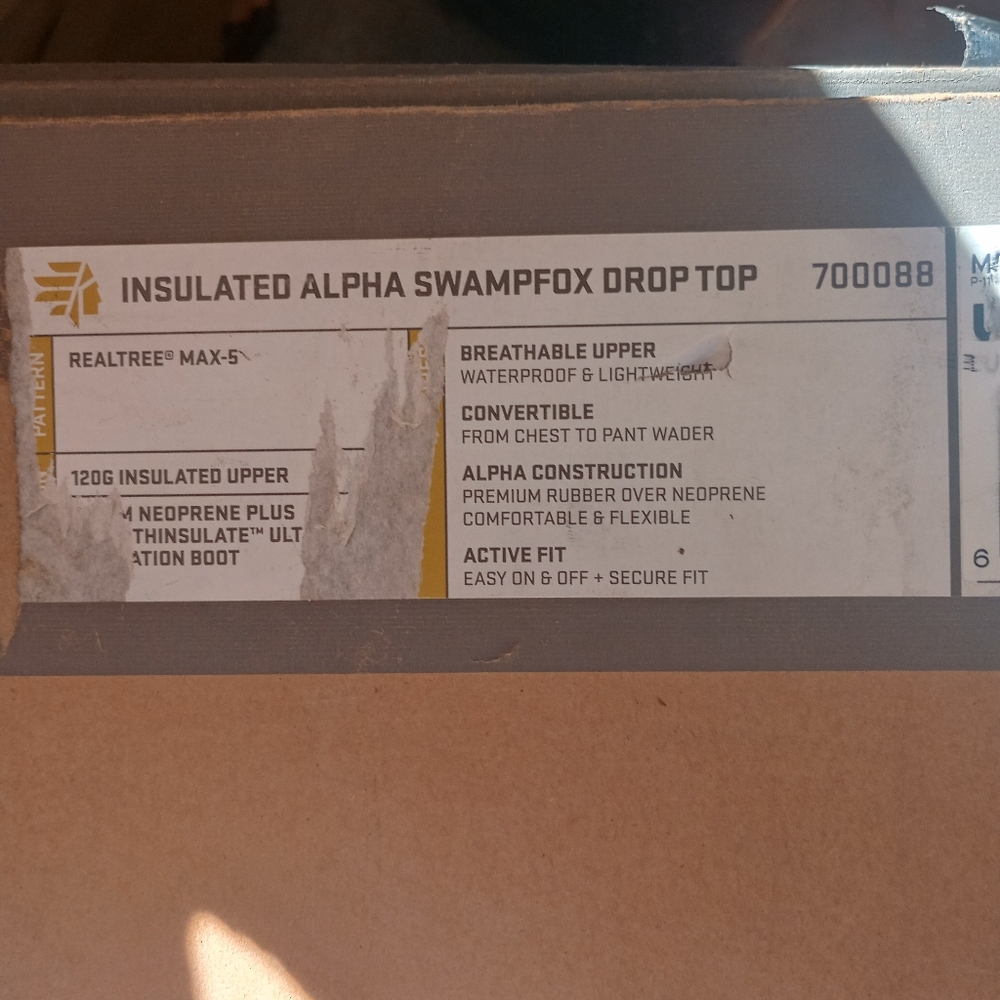 INSULATED ALPHA SWAMPFOX DROP TOP 700088
PATTERN
REALTREE® MAX-5
120G INSULATED UPPER
M NEOPRENE PLUS
THINSULATE™ ULT
ATION BOOT
BREATHABLE UPPER
WATERPROOF & LIGHTWEIGHT
CONVERTIBLE
FROM CHEST TO PANT WADER
ALPHA CONSTRUCTION
PREMIUM RUBBER OVER NEOPRENE
COMFORTABLE & FLEXIBLE
ACTIVE FIT
EASY ON & OFF + SECURE FIT
6